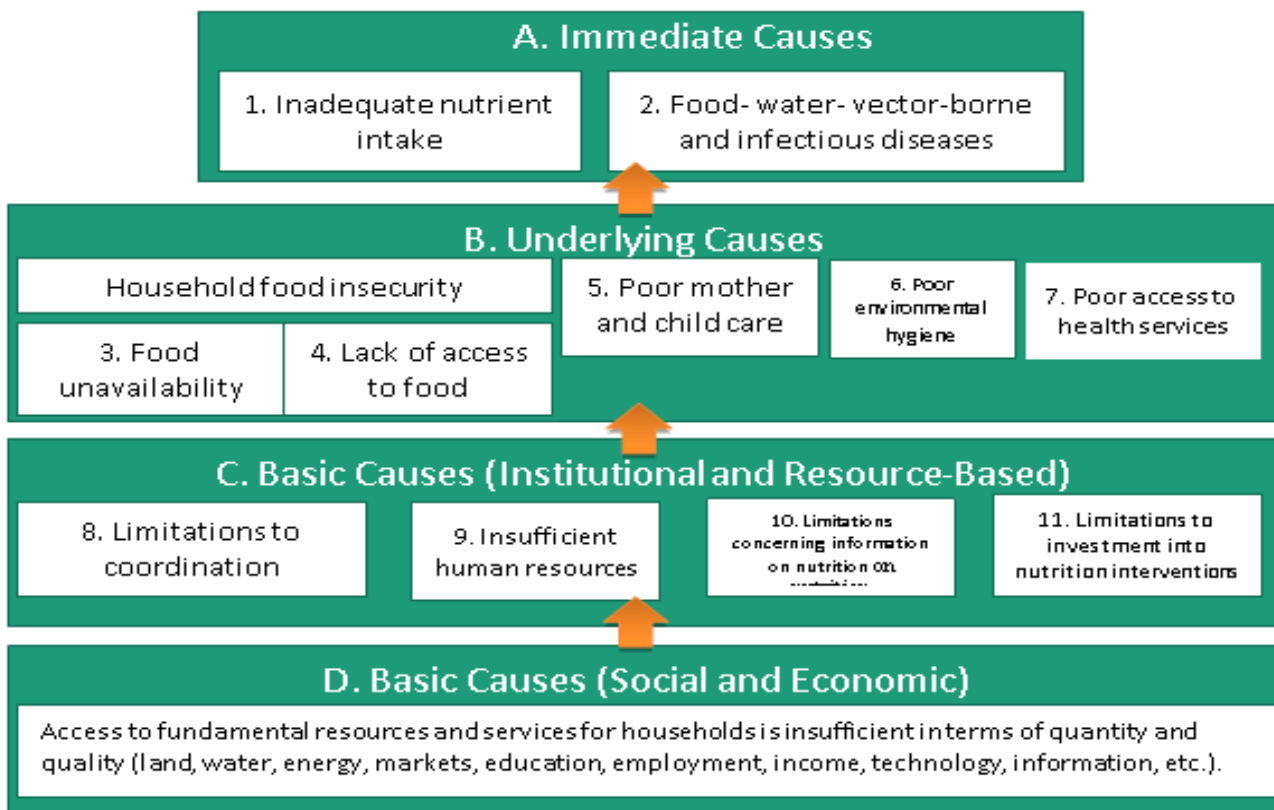 A. Immediate Causes
1. Inadequate nutrient
intake
2. Food- water- vector-borne
and infectious diseases
B. Underlying Causes
Household food insecurity
3. Food
unavailability
4. Lack of access
to food
5. Poor mother
and child care
6. Poor
environmental
hygiene
7. Poor access to
health services
C. Basic Causes (Institutional and Resource-Based)
8. Limitations to
coordination
9. Insufficient
human resources
10. Limitations
concerning information
on nutrition on
11. Limitations to
investment into
nutrition interventions
D. Basic Causes (Social and Economic)
Access to fundamental resources and services for households is insufficient in terms of quantity and
quality (land, water, energy, markets, education, employment, income, technology, information, etc.).